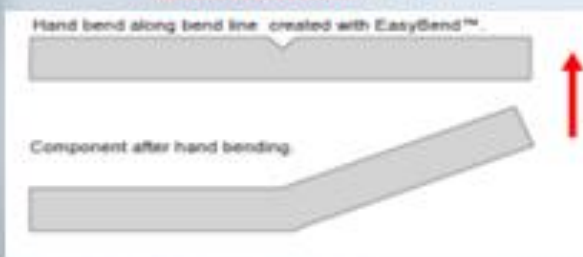 Hand bend along bend line created with EasyBend™.
Component after hand bending.